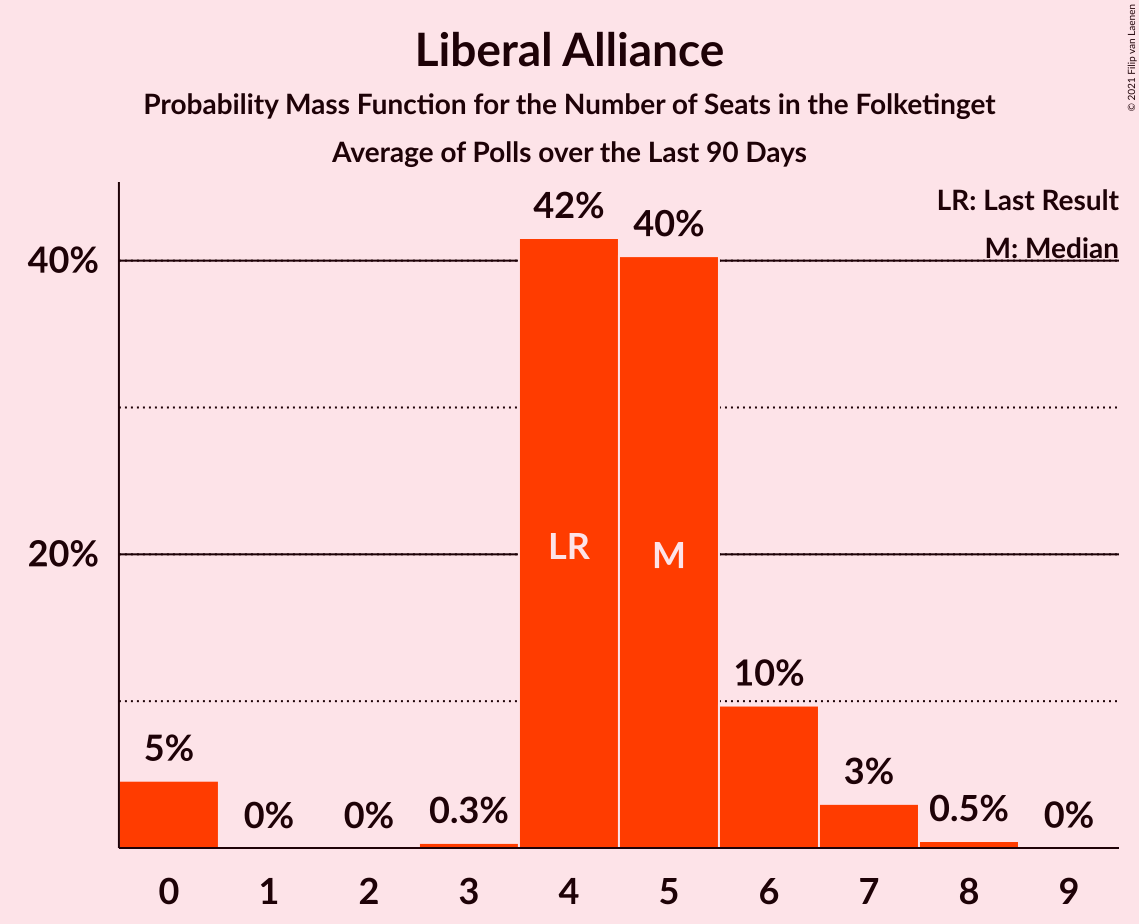 Liberal Alliance
Probability Mass Function for the Number of Seats in the Folketinget
Average of Polls over the Last 90 Days
© 2021 Filip van Laenen
LR: Last Result
M: Median
40%
20%
5%
0%
0%
0.3%
42%
40%
10%
3%
0.5%
0%
LR
M
0 1 2 3 4 5 6 7 8 9